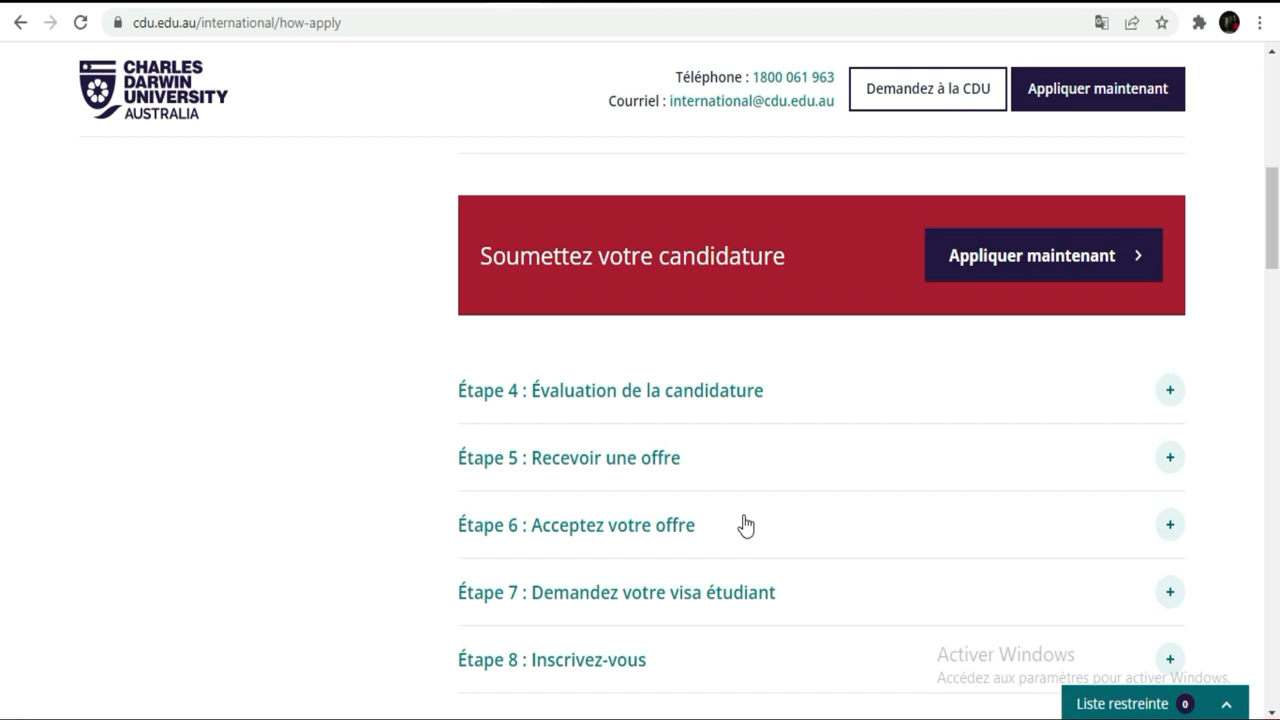 cdu.edu.au/international/how-apply
CHARLES
DARWIN
UNIVERSITY
AUSTRALIA
Téléphone : 1800 061 963
Courriel : international@cdu.edu.au
Demandez à la CDU
Appliquer maintenant
Soumettez votre candidature
Appliquer maintenant
Étape 4 : Évaluation de la candidature
Étape 5 : Recevoir une offre
Étape 6 : Acceptez votre offre
Étape 7 : Demandez votre visa étudiant
Étape 8 : Inscrivez-vous
Activer Windows
Accédez aux paramètres pour activer Windows.
Liste restreinte 0